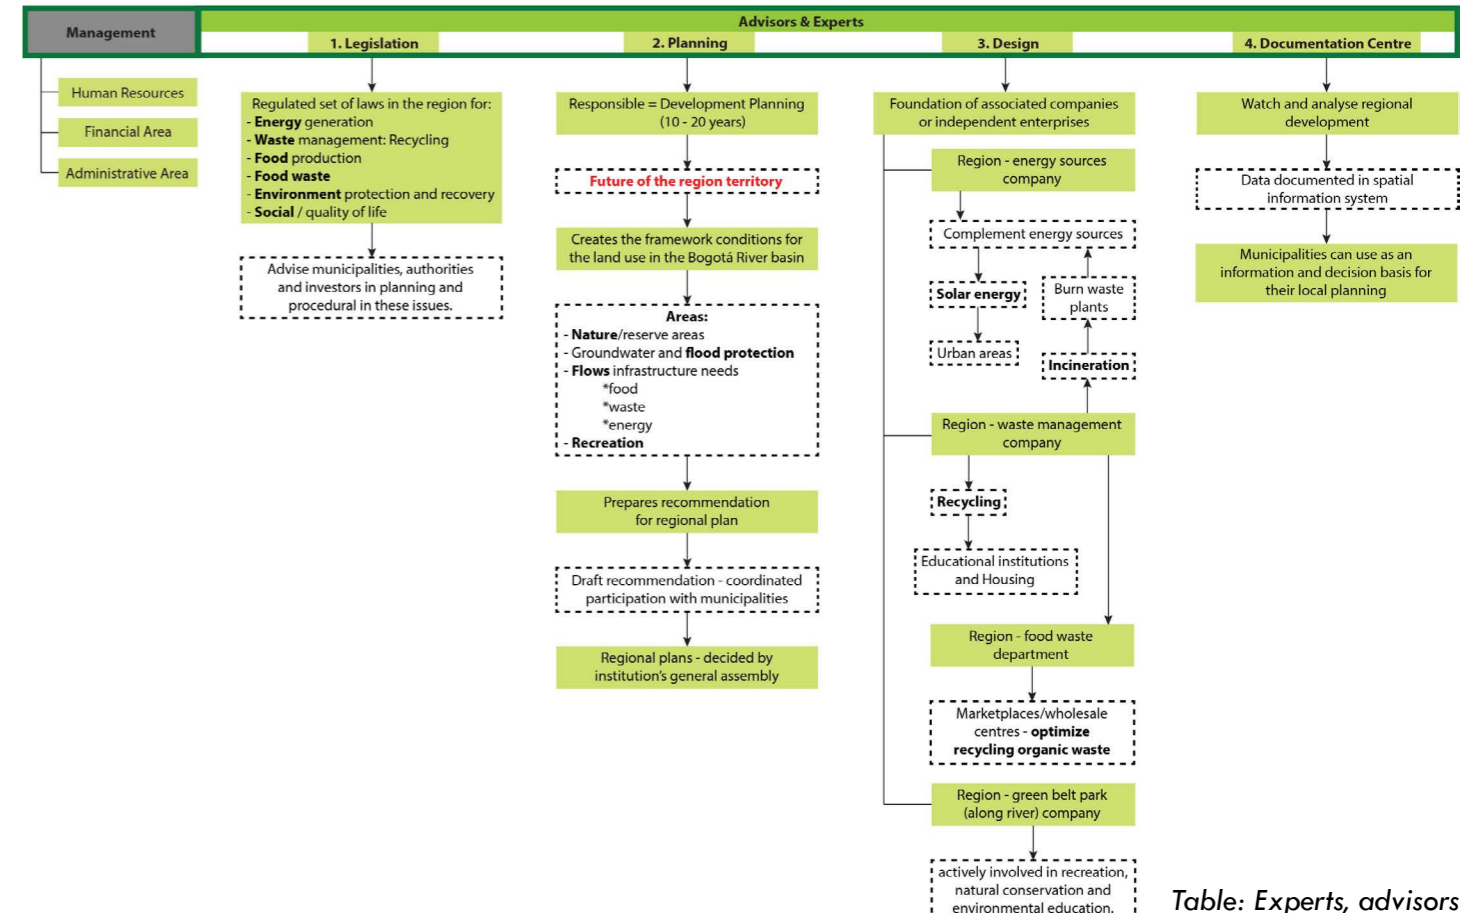 Management
Advisors & Experts
1. Legislation
2. Planning
3. Design
4. Documentation Centre
Human Resources
Financial Area
Administrative Area
Regulated set of laws in the region for:
- Energy generation
- Waste management: Recycling
- Food production
- Food waste
- Environment protection and recovery
- Social / quality of life
Advise municipalities, authorities
and investors in planning and
procedural in these issues.
Responsible = Development Planning
(10 - 20 years)
Future of the region territory
Creates the framework conditions for
the land use in the Bogotá River basin
Areas:
- Nature/reserve areas
- Groundwater and flood protection
- Flows infrastructure needs
*food
*waste
*energy
- Recreation
Prepares recommendation
for regional plan
Draft recommendation - coordinated
participation with municipalities
Regional plans - decided by
institution's general assembly
Foundation of associated companies
or independent enterprises
Region - energy sources
company
Complement energy sources
Solar energy
Urban areas
Burn waste
plants
Incineration
Region - waste management
company
Recycling
Educational institutions
and Housing
Region - food waste
department
Marketplaces/wholesale
centres - optimize
recycling organic waste
Region - green belt park
(along river) company
actively involved in recreation,
natural conservation and
environmental education.
Watch and analyse regional
development
Data documented in spatial
information system
Municipalities can use as an
information and decision basis for
their local planning
Table: Experts, advisors